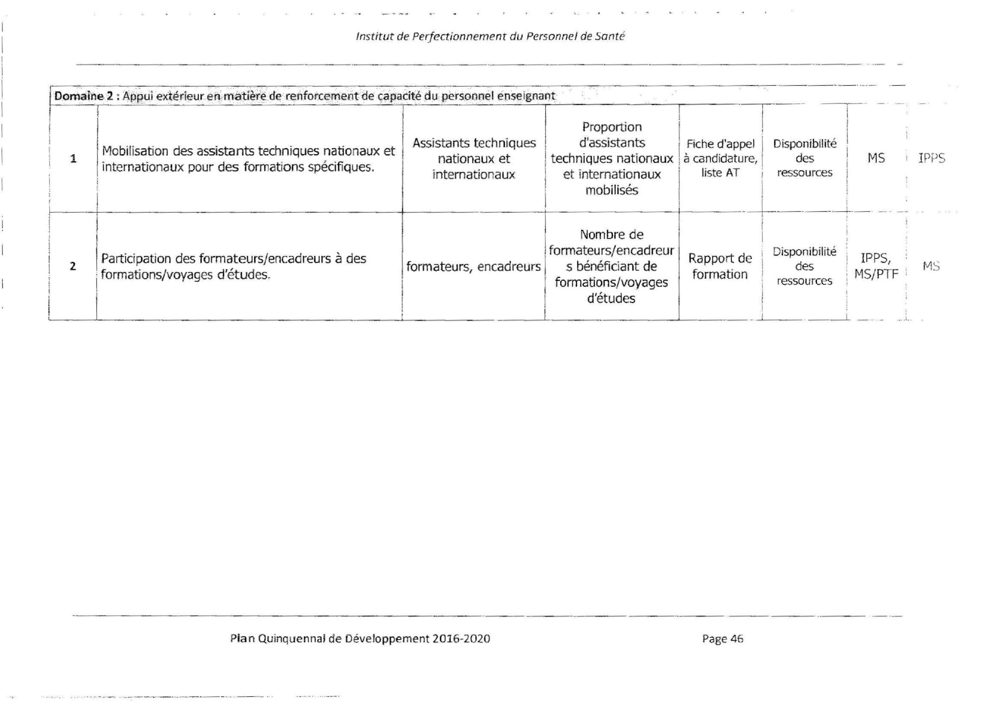 Institut de Perfectionnement du Personnel de Santé
Domaine 2 : Appui extérieur en matière de renforcement de capacité du personnel enseignant
1
Mobilisation des assistants techniques nationaux et
internationaux pour des formations spécifiques.
Assistants techniques
nationaux et
internationaux
Proportion
d'assistants
techniques nationaux
et internationaux
mobilisés
Fiche d'appel
à candidature,
liste AT
Disponibilité
des
ressources
MS
IPPS
2
Participation des formateurs/encadreurs à des
formations/voyages d'études.
formateurs, encadreurs
Nombre de
formateurs/encadreur
s bénéficiant de
formations/voyages
d'études
Rapport de
formation
Disponibilité
des
ressources
IPPS,
MS/PTF
MS
Plan Quinquennal de Développement 2016-2020
Page 46